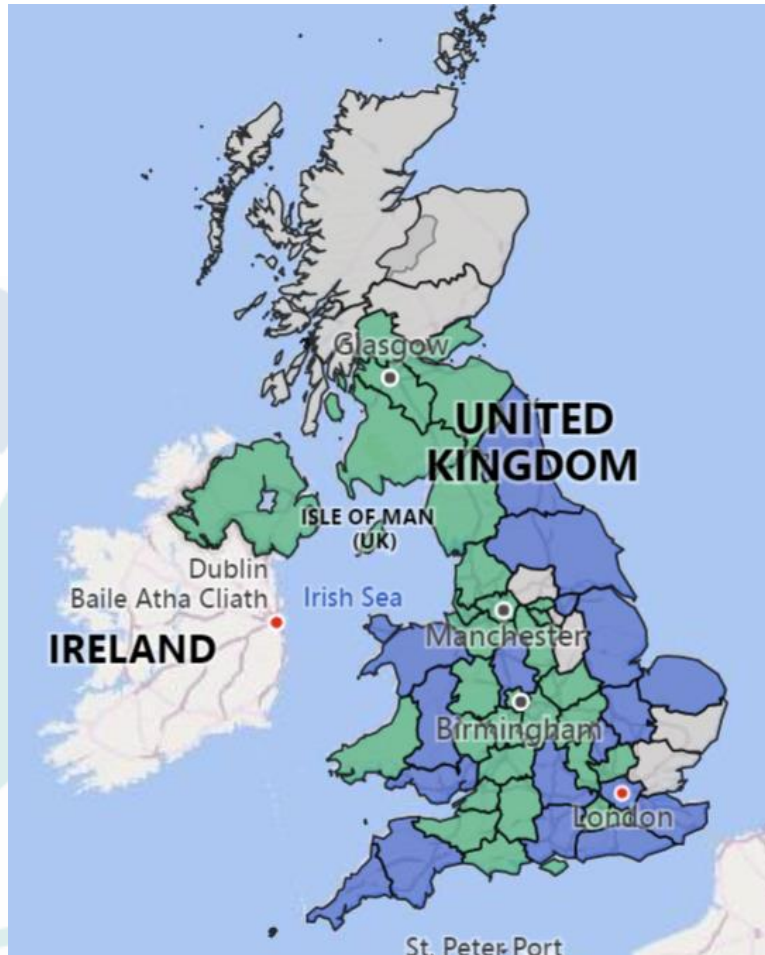 Glasgow
UNITED
KINGDOM
ISLE OF MAN
(UK)
Dublin
Baile Atha Cliath
Irish Sea
IRELAND
Manchester
Birmingham
London
St. Peter Port